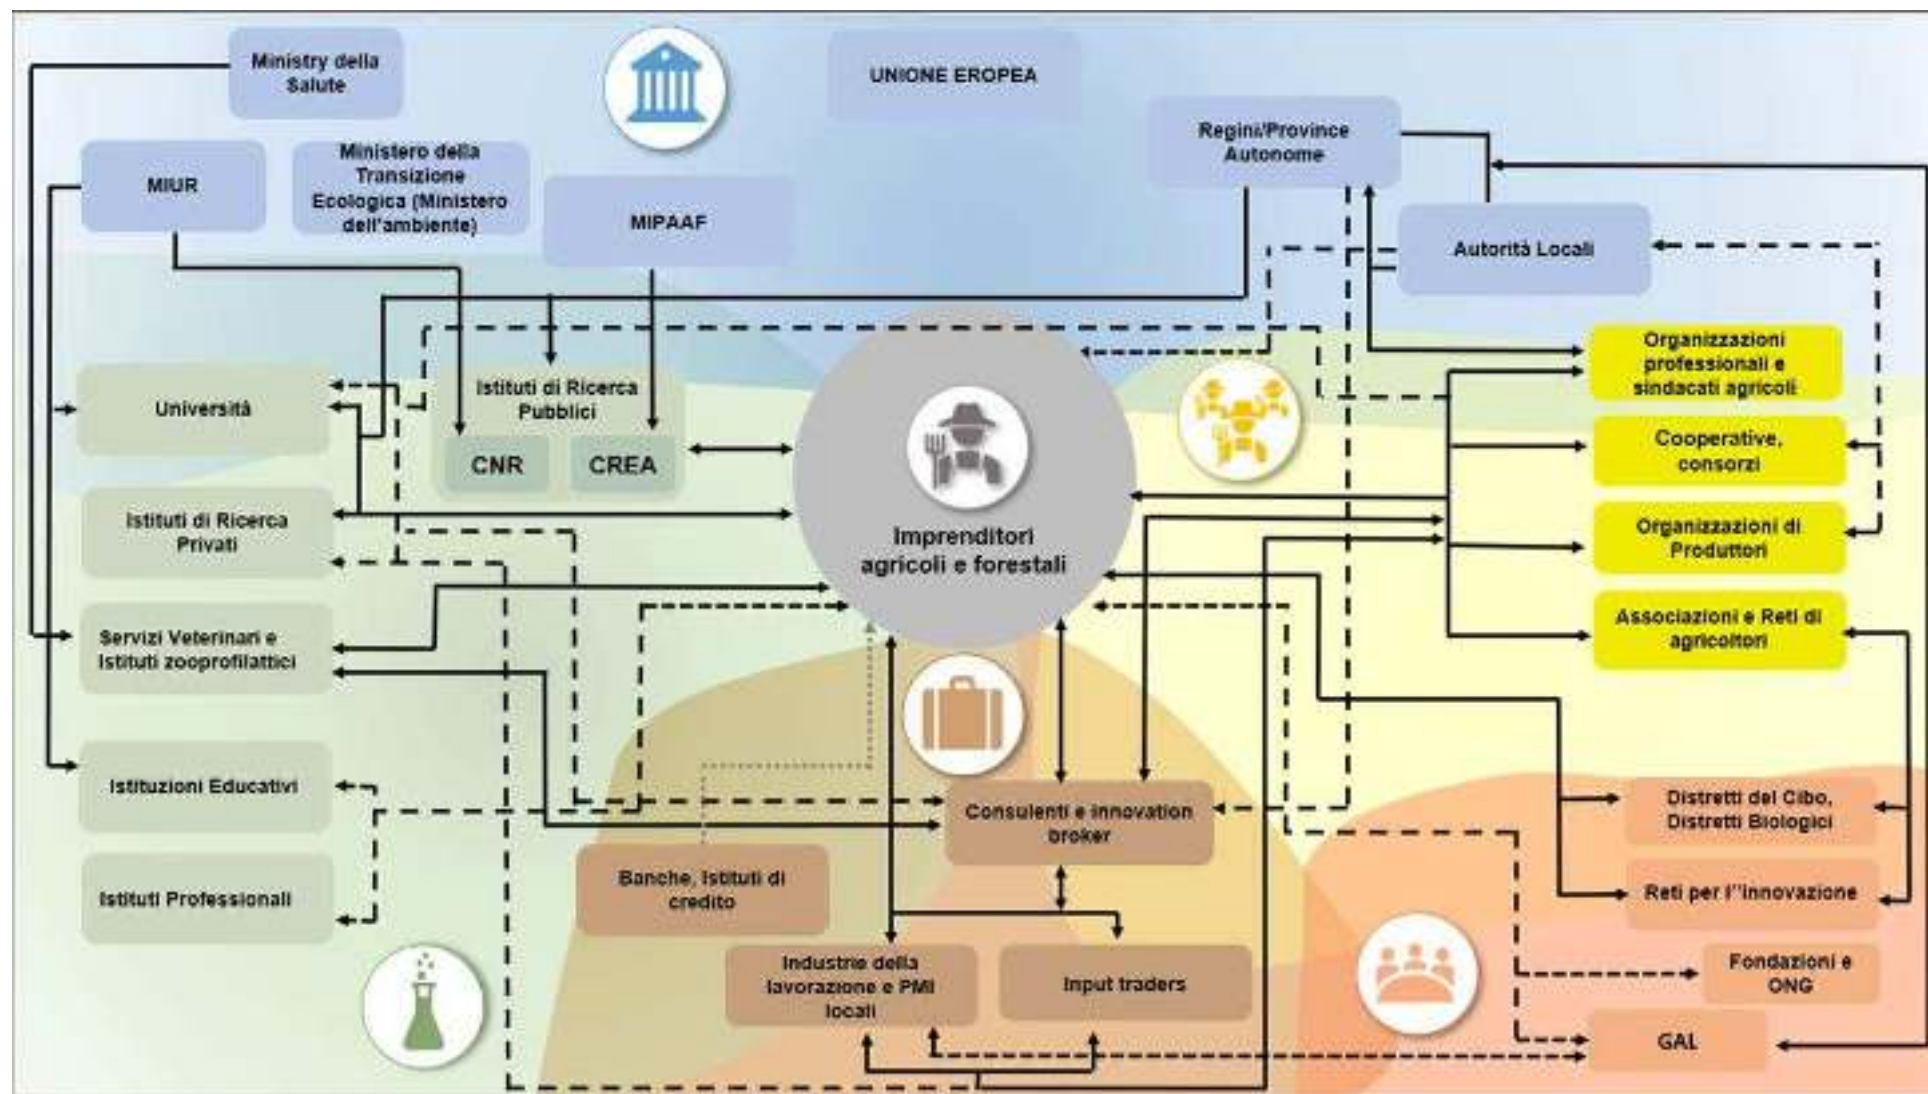 Ministry della
Salute
UNIONE EROPEA
Regini/Province
Autonome
MIUR
Ministero della
Transizione
Ecologica (Ministero
dell'ambiente)
MIPAAF
Autorità Locali
Università
Istituti di Ricerca
Pubblici
CNR
CREA
Organizzazioni
professionali e
sindacati agricoli
Cooperative,
consorzi
Istituti di Ricerca
Privati
Imprenditori
agricoli e forestali
Organizzazioni di
Produttori
Servizi Veterinari e
Istituti zooprofilattici
Associazioni e Reti di
agricoltori
Istituzioni Educativi
Consulenti e innovation
broker
Distretti del Cibo,
Distretti Biologici
Istituti Professionali
Banche, Istituti di
credito
Reti per l''innovazione
Industrie della
lavorazione e PMI
locali
Input traders
Fondazioni e
ONG
GAL